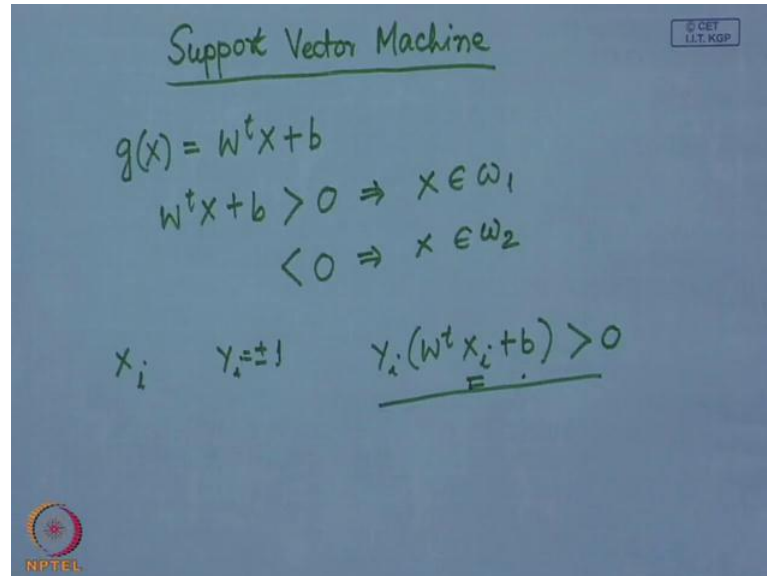 Support Vector Machine
© CET
I.I.T. KGP
g(X) = W^t X + b
W^t X + b > 0 ⇒ X ∈ ω₁
< 0 ⇒ X ∈ ω₂
X_i y_i = ± 1 y_i (W^t X_i + b) > 0
NPTEL